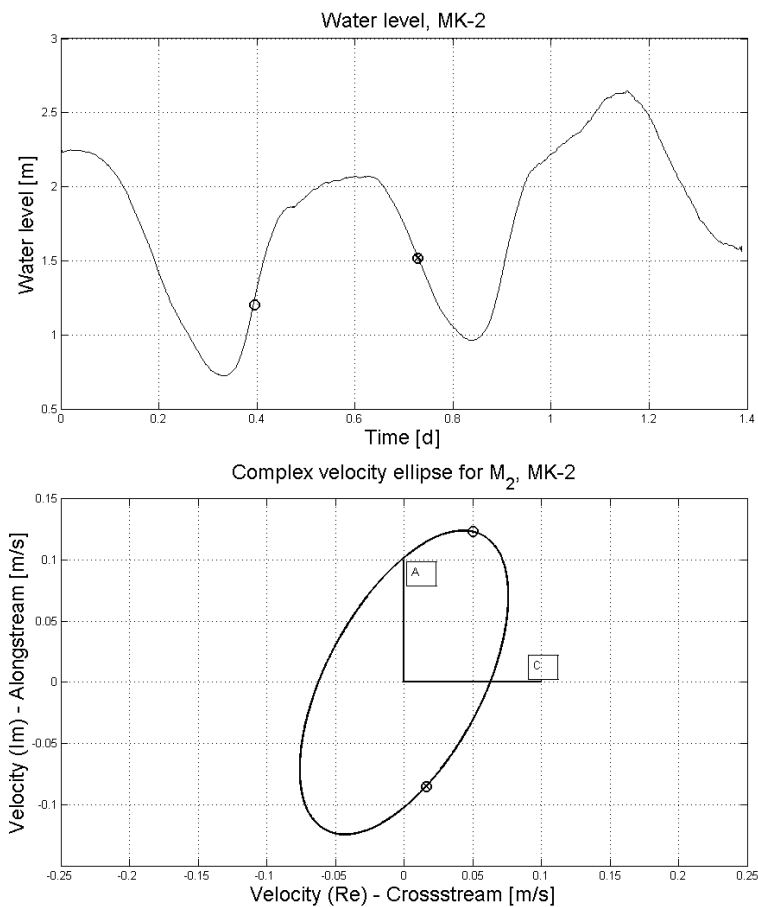 Water level, MK-2
3
2.5
2
1.5
1
0.5
Water level [m]
0 0.2 0.4 0.6 0.8 1 1.2 1.4
Time [d]
Complex velocity ellipse for M2, MK-2
0.15
0.1
0.05
0
-0.05
-0.1
Velocity (Im) - Alongstream [m/s]
A
C
-0.25 -0.2 -0.15 -0.1 -0.05 0 0.05 0.1 0.15 0.2 0.25
Velocity (Re) - Crossstream [m/s]